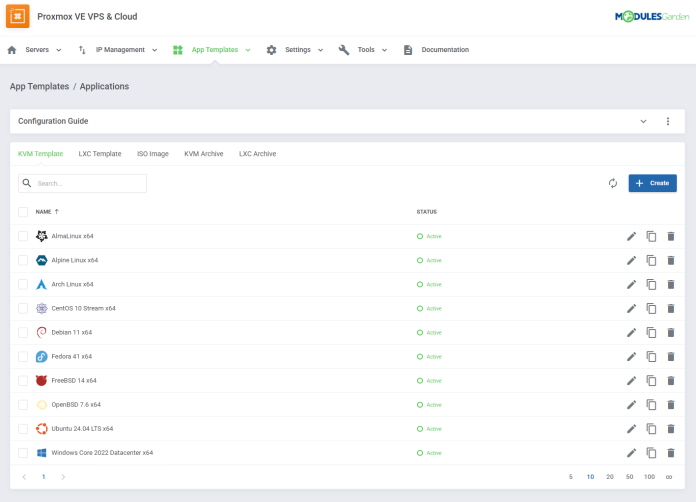 Proxmox VE VPS & Cloud
MODULESGarden
Servers IP Management App Templates Settings Tools Documentation
App Templates / Applications
Configuration Guide
KVM Template LXC Template ISO Image KVM Archive LXC Archive
Search... + Create
NAME ↑ STATUS
AlmaLinux x64 Active
Alpine Linux x64 Active
Arch Linux x64 Active
CentOS 10 Stream x64 Active
Debian 11 x64 Active
Fedora 41 x64 Active
FreeBSD 14 x64 Active
OpenBSD 7.6 x64 Active
Ubuntu 24.04 LTS x64 Active
Windows Core 2022 Datacenter x64 Active
< 1 > 5 10 20 50 100 ∞